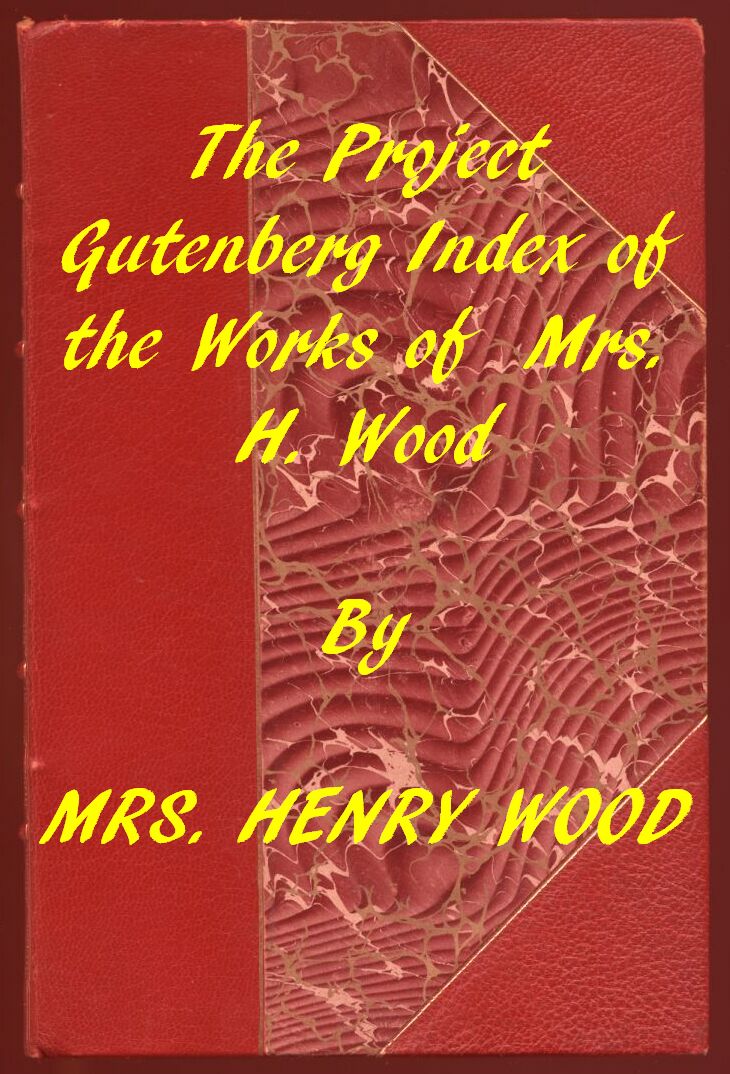 The Project
Gutenberg Index of
the Works of Mrs.
H. Wood
By
MRS. HENRY WOOD